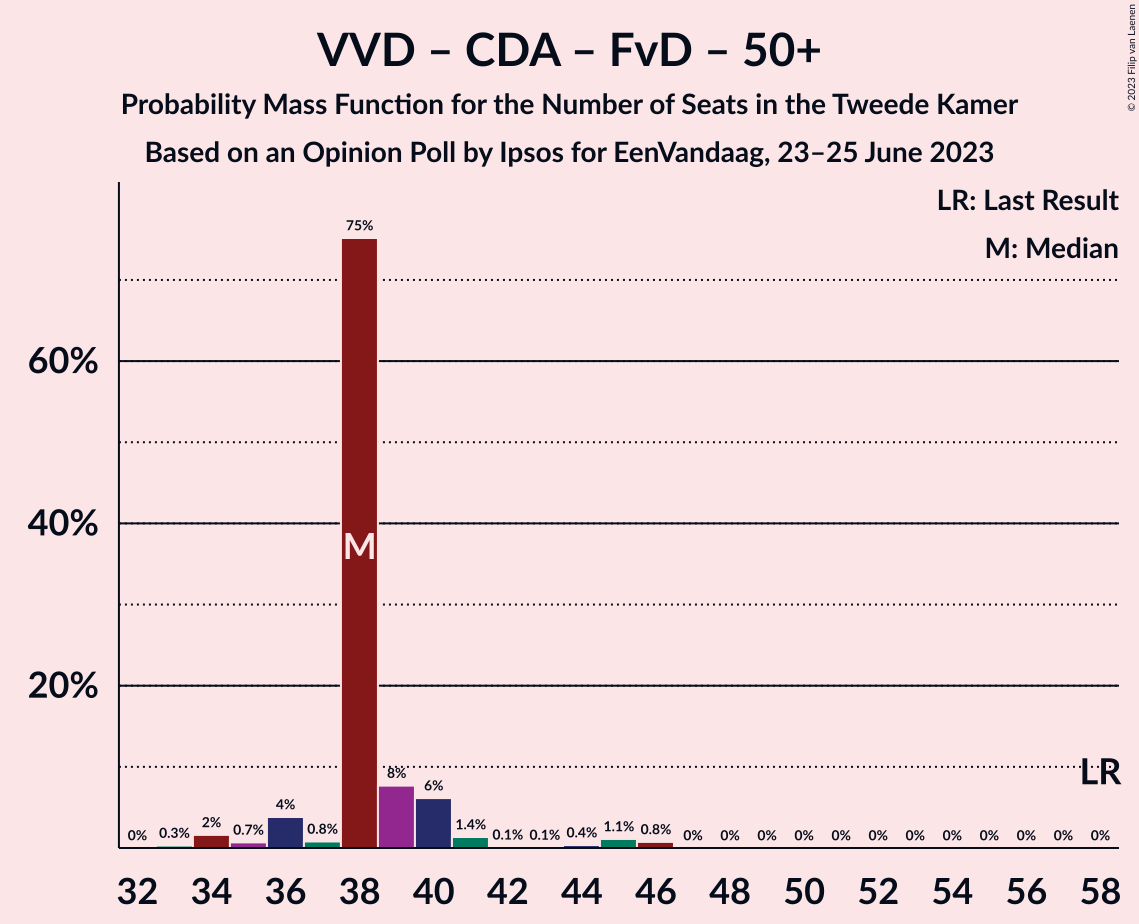 VVD – CDA – FvD – 50+
Probability Mass Function for the Number of Seats in the Tweede Kamer
Based on an Opinion Poll by Ipsos for EenVandaag, 23–25 June 2023
© 2023 Filip van Laenen
LR: Last Result
M: Median
60%
40%
20%
0% 0.3% 2% 0.7% 4% 0.8% 75% 8% 6% 1.4% 0.1% 0.1% 0.4% 1.1% 0.8% 0% 0% 0% 0% 0% 0% 0% 0% 0% 0% 0% 0%
M
LR
32 34 36 38 40 42 44 46 48 50 52 54 56 58